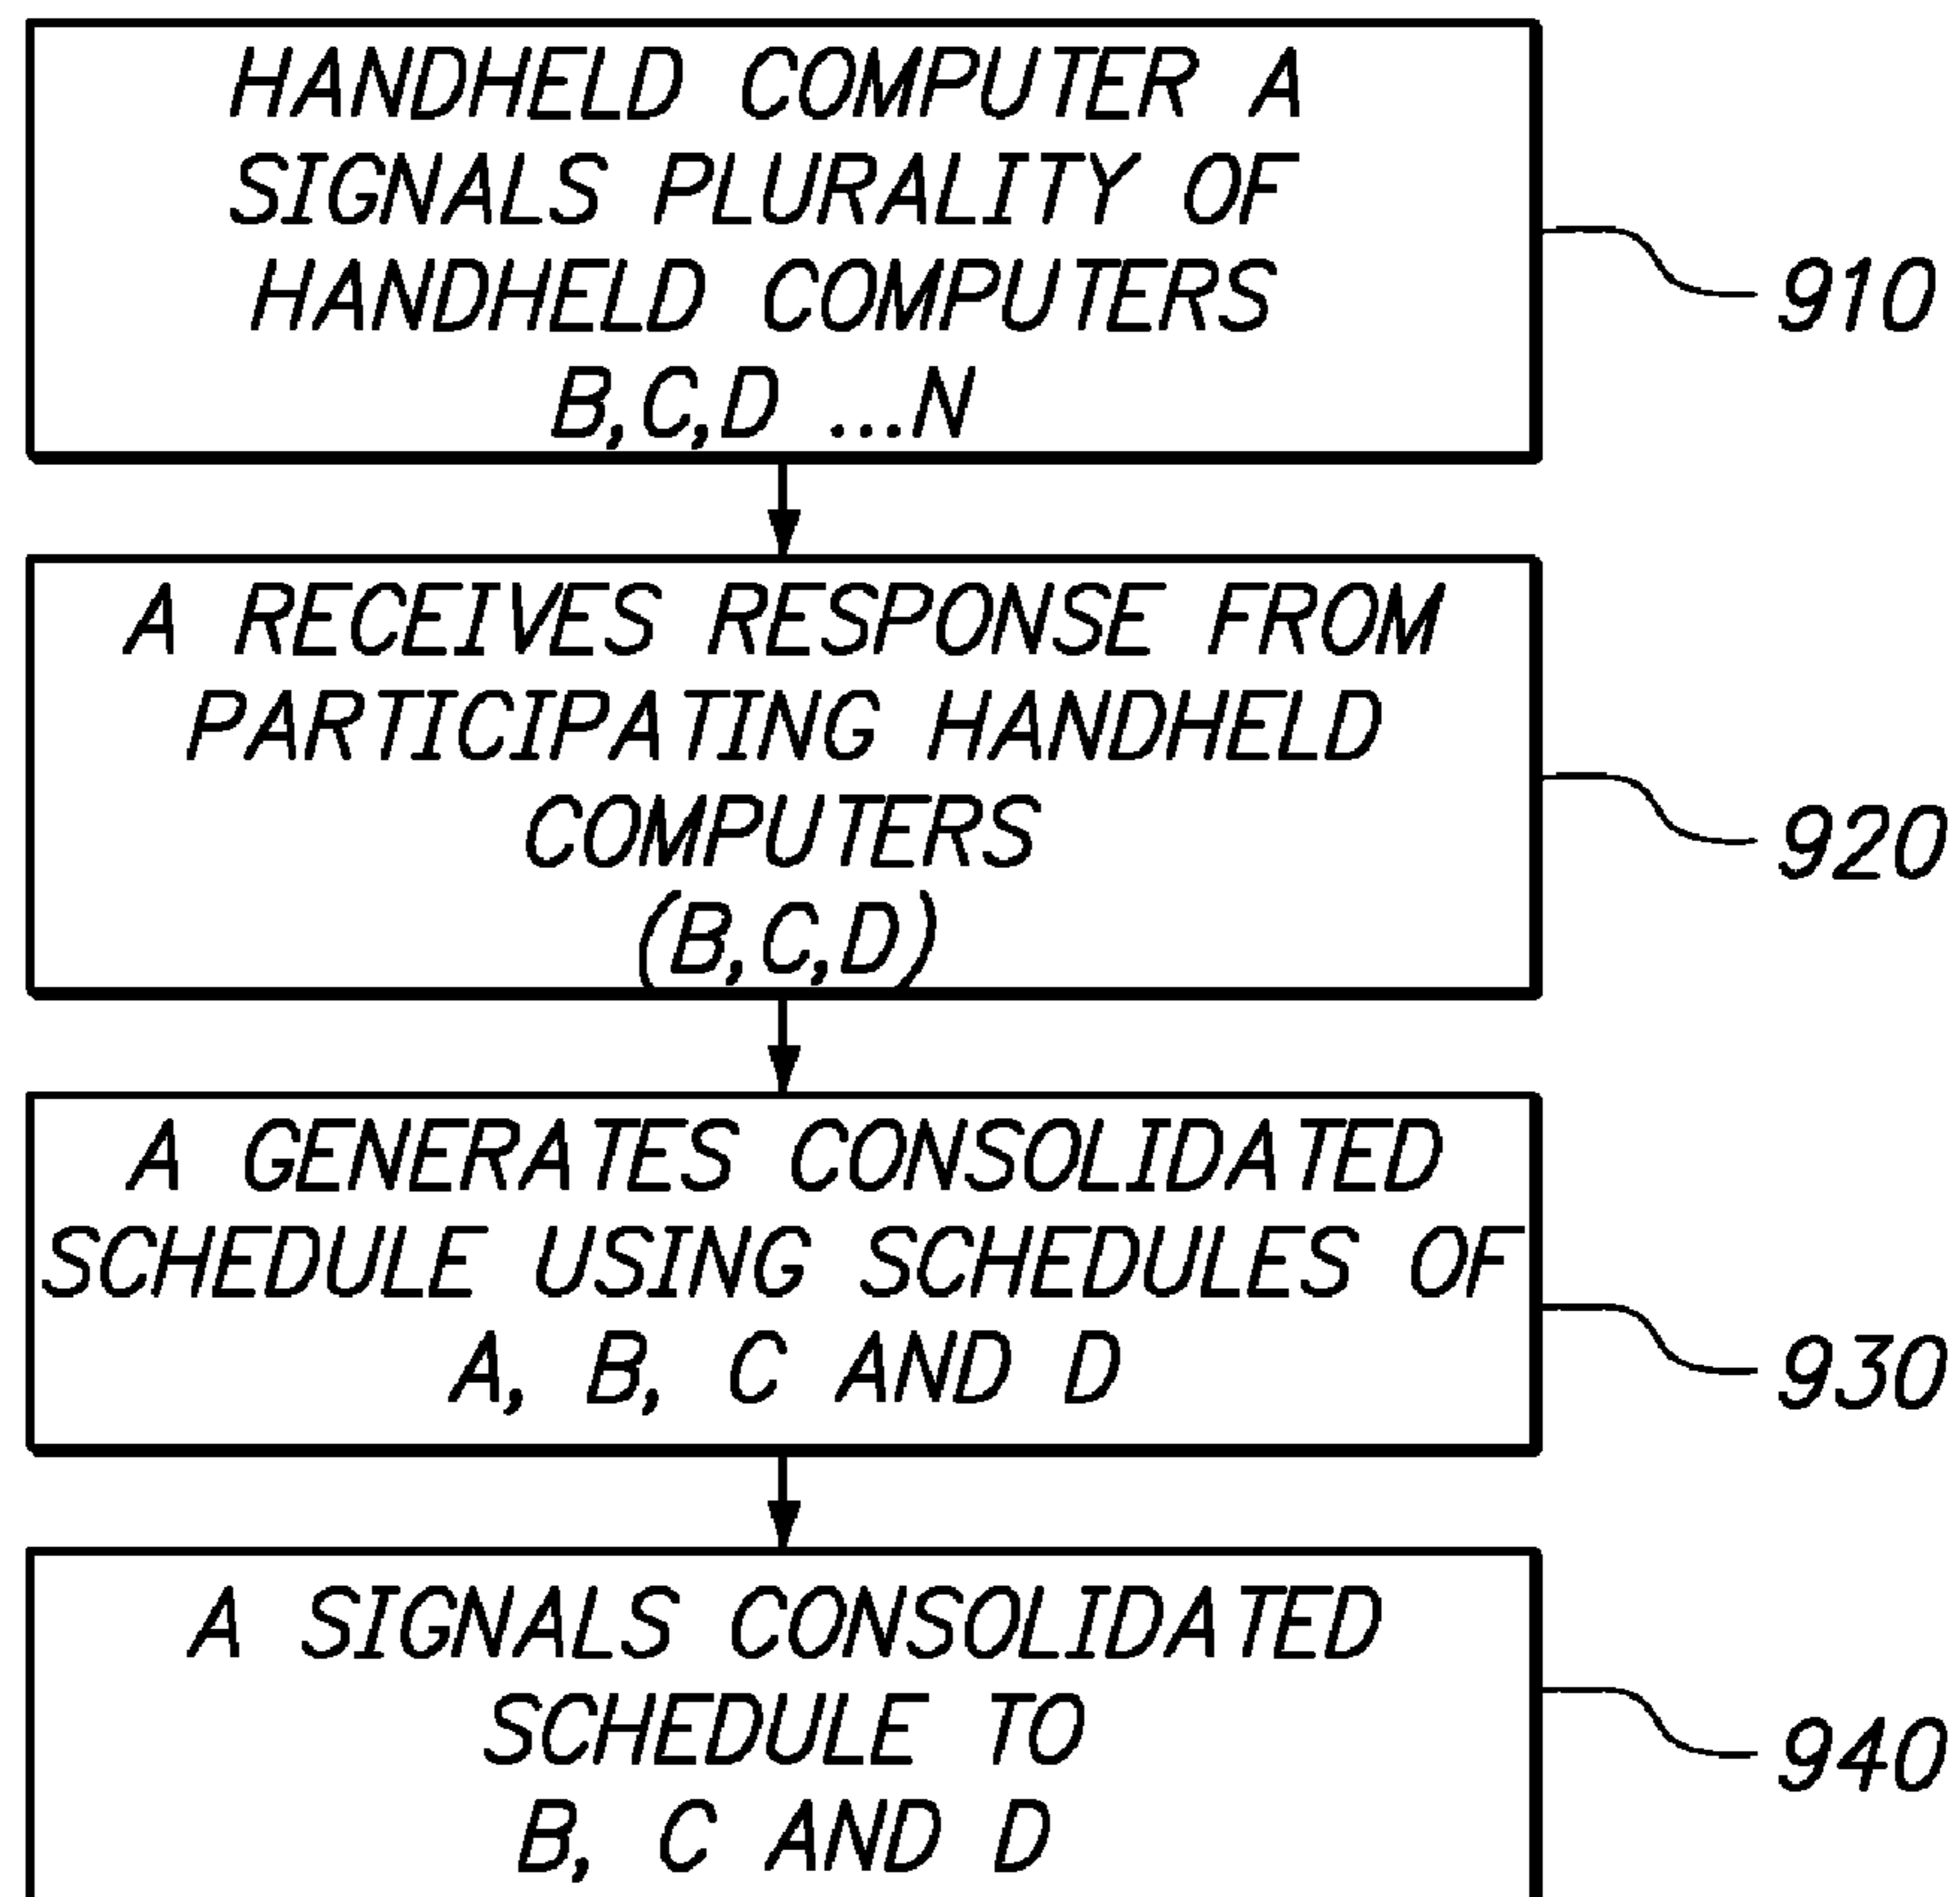 HANDHELD COMPUTER A
SIGNALS PLURALITY OF
HANDHELD COMPUTERS
B,C,D ...N
910
A RECEIVES RESPONSE FROM
PARTICIPATING HANDHELD
COMPUTERS
(B,C,D)
920
A GENERATES CONSOLIDATED
SCHEDULE USING SCHEDULES OF
A, B, C AND D
930
A SIGNALS CONSOLIDATED
SCHEDULE TO
B, C AND D
940